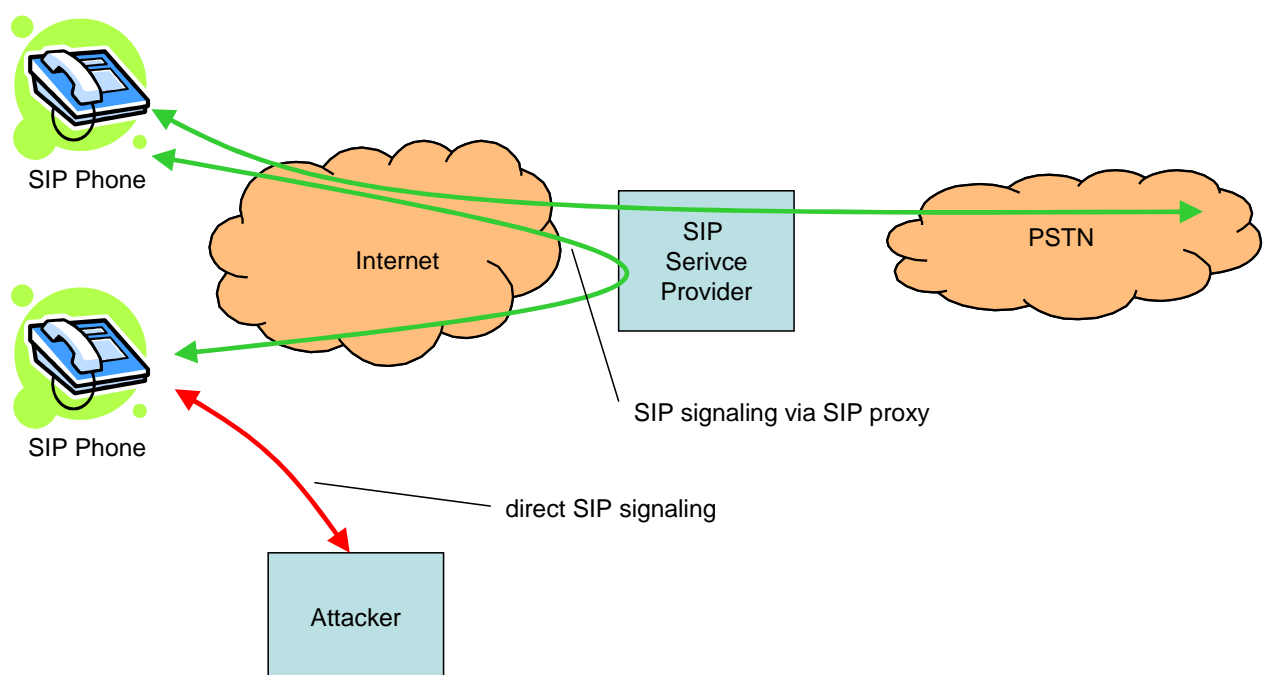 SIP Phone
Internet
SIP
Serivce
Provider
PSTN
SIP Phone
SIP signaling via SIP proxy
direct SIP signaling
Attacker